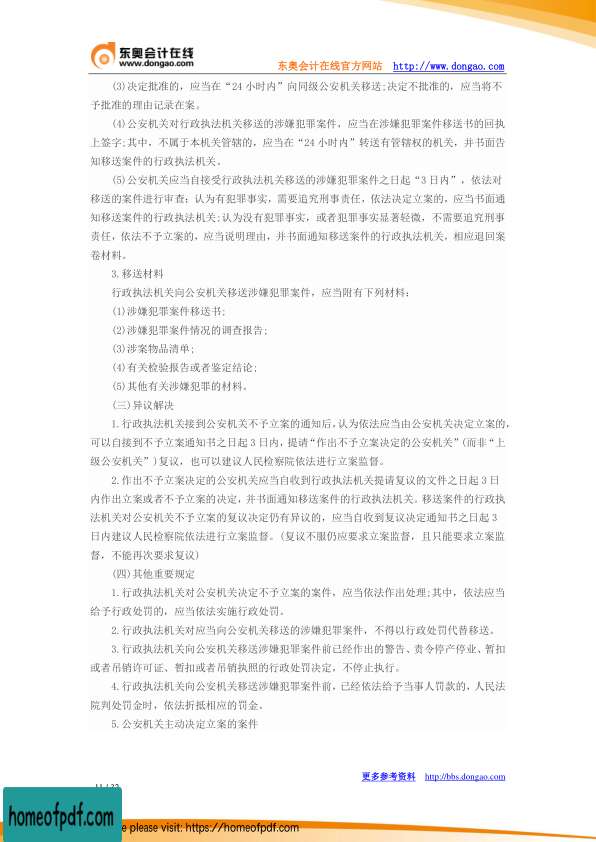 东奥会计在线
www.dongao.com
东奥会计在线官方网站 http://www.dongao.com
(3)决定批准的，应当在“24 小时内”向同级公安机关移送;决定不批准的，应当将不
予批准的理由记录在案。
(4)公安机关对行政执法机关移送的涉嫌犯罪案件，应当在涉嫌犯罪案件移送书的回执
上签字;其中，不属于本机关管辖的，应当在“24 小时内”转送有管辖权的机关，并书面告
知移送案件的行政执法机关。
(5)公安机关应当自接受行政执法机关移送的涉嫌犯罪案件之日起“3 日内”，依法对
移送的案件进行审查；认为有犯罪事实，需要追究刑事责任，依法决定立案的，应当书面通
知移送案件的行政执法机关;认为没有犯罪事实，或者犯罪事实显著轻微，不需要追究刑事
责任，依法不予立案的，应当说明理由，并书面通知移送案件的行政执法机关，相应退回案
卷材料。
3.移送材料
行政执法机关向公安机关移送涉嫌犯罪案件，应当附有下列材料：
(1)涉嫌犯罪案件移送书;
(2)涉嫌犯罪案件情况的调查报告;
(3)涉案物品清单;
(4)有关检验报告或者鉴定结论;
(5)其他有关涉嫌犯罪的材料。
(三)异议解决
1.行政执法机关接到公安机关不予立案的通知后，认为依法应当由公安机关决定立案的，
可以自接到不予立案通知书之日起 3 日内，提请“作出不予立案决定的公安机关”(而非“上
级公安机关”)复议，也可以建议人民检察院依法进行立案监督。
2.作出不予立案决定的公安机关应当自收到行政执法机关提请复议的文件之日起 3 日
内作出立案或者不予立案的决定，并书面通知移送案件的行政执法机关。移送案件的行政执
法机关对公安机关不予立案的复议决定仍有异议的，应当自收到复议决定通知书之日起 3
日内建议人民检察院依法进行立案监督。(复议不服仍应要求立案监督，且只能要求立案监
督，不能再次要求复议)
(四)其他重要规定
1.行政执法机关对公安机关决定不予立案的案件，应当依法作出处理;其中，依法应当
给予行政处罚的，应当依法实施行政处罚。
2.行政执法机关对应当向公安机关移送的涉嫌犯罪案件，不得以行政处罚代替移送。
3.行政执法机关向公安机关移送涉嫌犯罪案件前已经作出的警告、责令停产停业、暂扣
或者吊销许可证、暂扣或者吊销执照的行政处罚决定，不停止执行。
4.行政执法机关向公安机关移送涉嫌犯罪案件前，已经依法给予当事人罚款的，人民法
院判处罚金时，依法折抵相应的罚金。
5.公安机关主动决定立案的案件
更多参考资料 http://bbs.dongao.com
11 / 32
homeofpdf.com
e please visit: https://homeofpdf.com